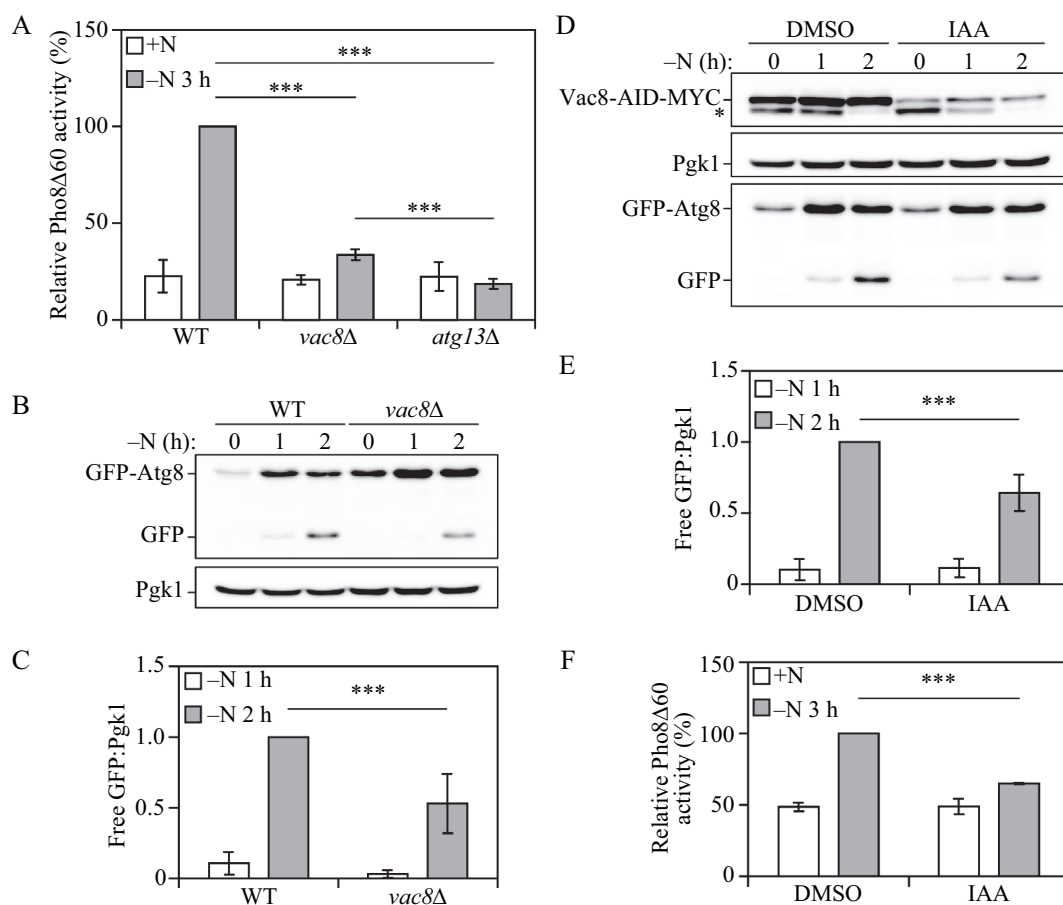 A
Relative Pho8Δ60 activity (%)
150
100
50
0
+N
–N 3 h
***
***
***
WT
vac8Δ
atg13Δ
B
WT
vac8Δ
–N (h):
0 1 2 0 1 2
GFP-Atg8
GFP
Pgk1
C
Free GFP:Pgk1
1.5
1.0
0.5
0
–N 1 h
–N 2 h
***
WT
vac8Δ
D
DMSO
IAA
–N (h):
0 1 2 0 1 2
Vac8-AID-MYC
*
Pgk1
GFP-Atg8
GFP
E
Free GFP:Pgk1
1.5
1.0
0.5
0
–N 1 h
–N 2 h
***
DMSO
IAA
F
Relative Pho8Δ60
activity (%)
150
100
50
0
+N
–N 3 h
***
DMSO
IAA